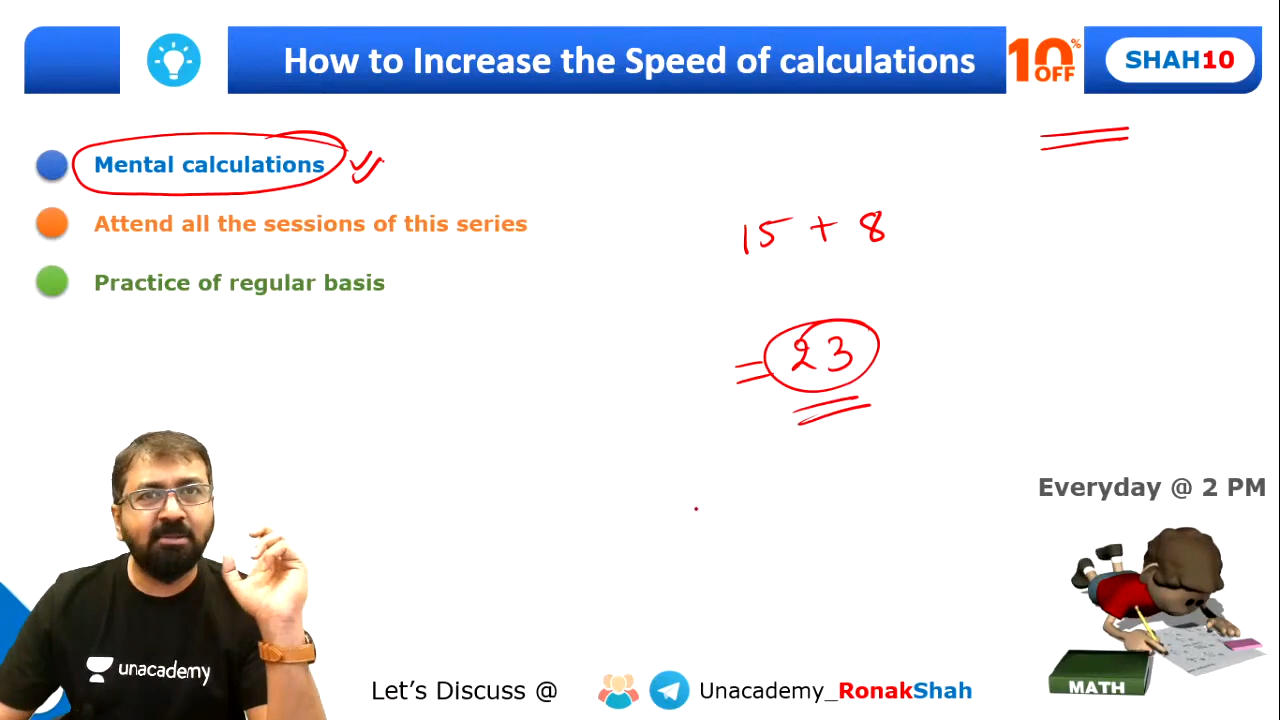 How to Increase the Speed of calculations
10% OFF
SHAH10
Mental calculations
Attend all the sessions of this series
Practice of regular basis
15 + 8
= 23
Everyday @ 2 PM
MATH
unacademy
Let's Discuss @ Unacademy_RonakShah